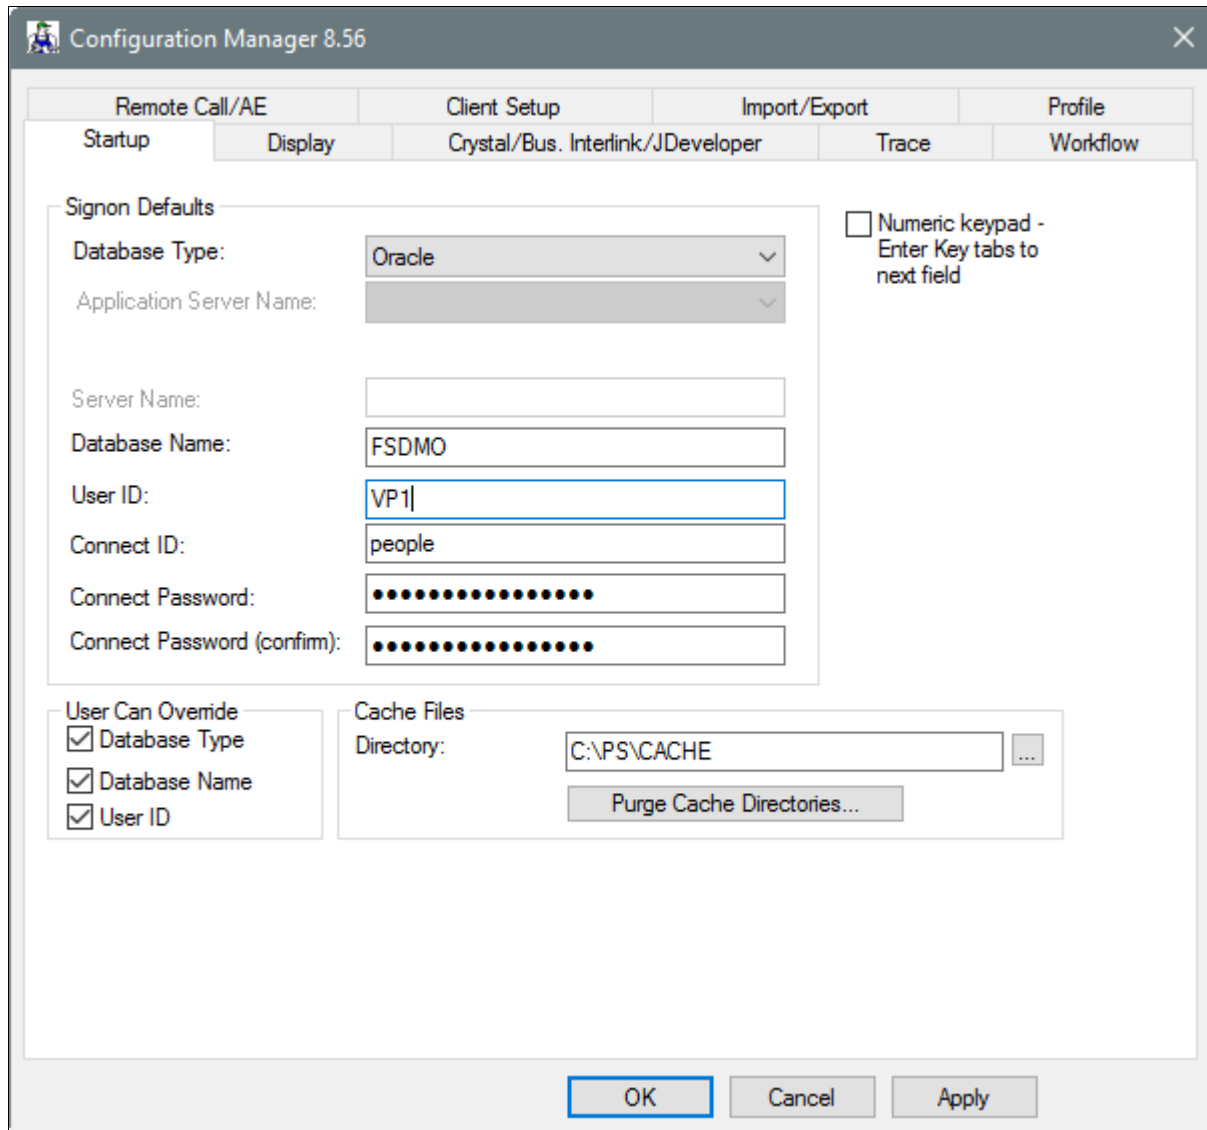 Configuration Manager 8.56
Remote Call/AE Client Setup Import/Export Profile
Startup Display Crystal/Bus. Interlink/JDeveloper Trace Workflow
Signon Defaults
Database Type: Oracle
Application Server Name:
Server Name:
Database Name: FSDMO
User ID: VP1
Connect ID: people
Connect Password: ●●●●●●●●●●●●●●●●
Connect Password (confirm): ●●●●●●●●●●●●●●●●
Numeric keypad -
Enter Key tabs to
next field
User Can Override
Database Type
Database Name
User ID
Cache Files
Directory: C:\PS\CACHE ...
Purge Cache Directories...
OK Cancel Apply